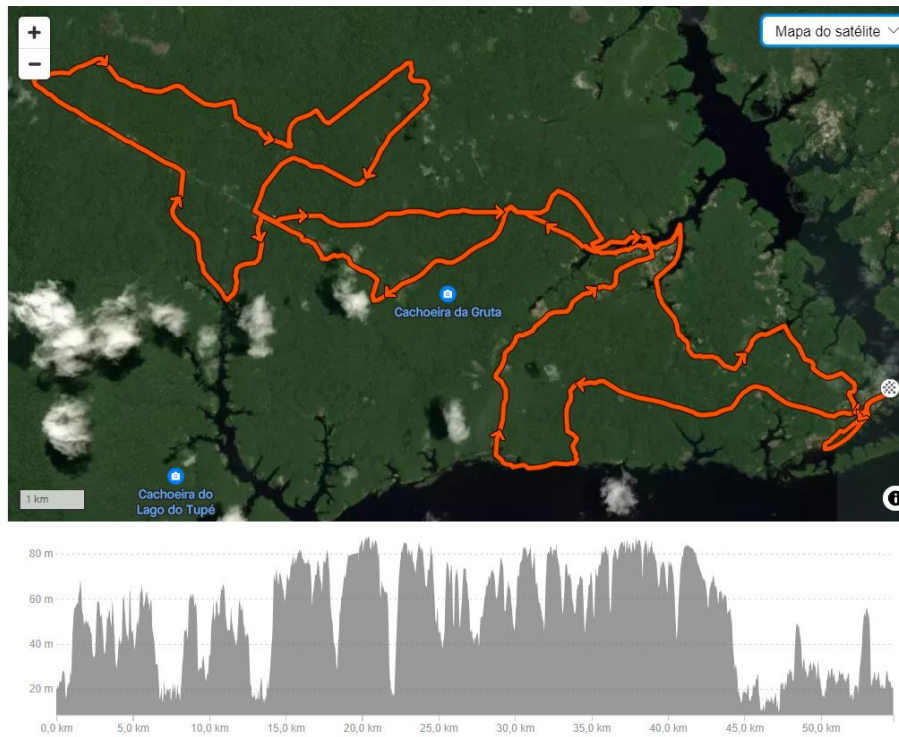 +
Mapa do satélite
−
Cachoeira da Gruta
Cachoeira do
Lago do Tupé
1 km
i
80 m
60 m
40 m
20 m
0,0 km 5,0 km 10,0 km 15,0 km 20,0 km 25,0 km 30,0 km 35,0 km 40,0 km 45,0 km 50,0 km